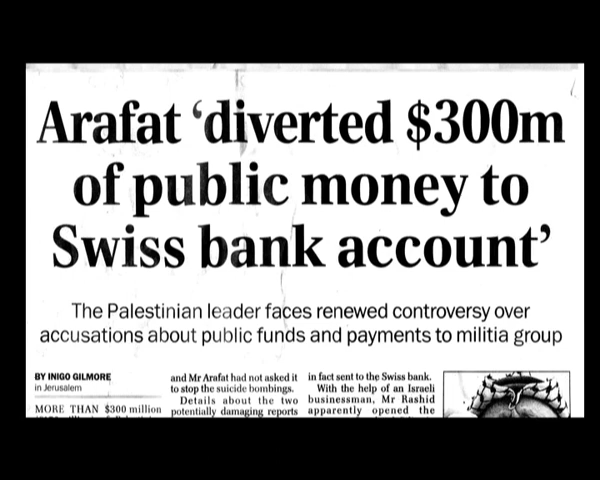 Arafat ‘diverted $300m
of public money to
Swiss bank account’
The Palestinian leader faces renewed controversy over
accusations about public funds and payments to militia group
BY INIGO GILMORE
in Jerusalem
MORE THAN $300 million
and Mr Arafat had not asked it
to stop the suicide bombings.
Details about the two
potentially damaging reports
in fact sent to the Swiss bank.
With the help of an Israeli
businessman, Mr Rashid
apparently opened the